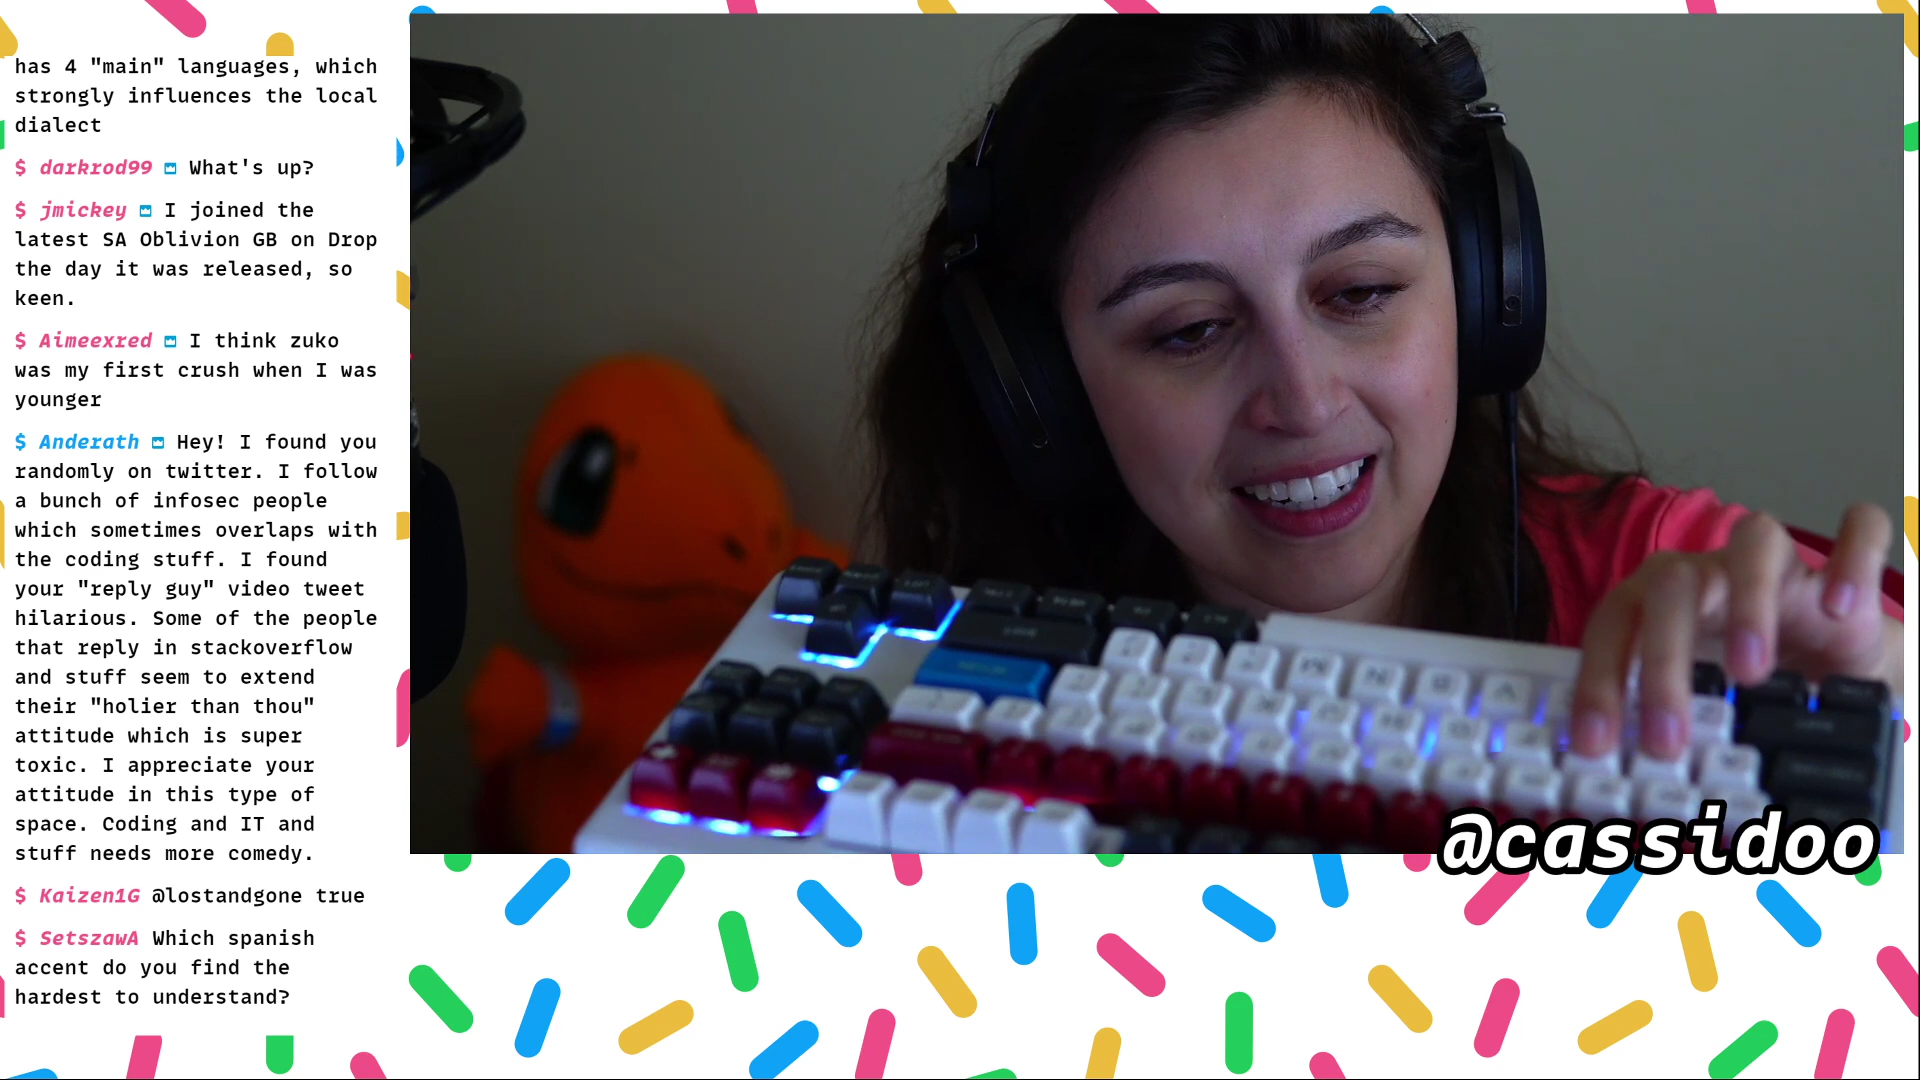 has 4 "main" languages, which
strongly influences the local
dialect
$ darkrod99 What's up?
$ jmickey I joined the
latest SA Oblivion GB on Drop
the day it was released, so
keen.
$ Aimeexred I think zuko
was my first crush when I was
younger
$ Anderath Hey! I found you
randomly on twitter. I follow
a bunch of infosec people
which sometimes overlaps with
the coding stuff. I found
your "reply guy" video tweet
hilarious. Some of the people
that reply in stackoverflow
and stuff seem to extend
their "holier than thou"
attitude which is super
toxic. I appreciate your
attitude in this type of
space. Coding and IT and
stuff needs more comedy.
$ Kaizen1G @lostandgone true
$ SetszawA Which spanish
accent do you find the
hardest to understand?
@cassidoo